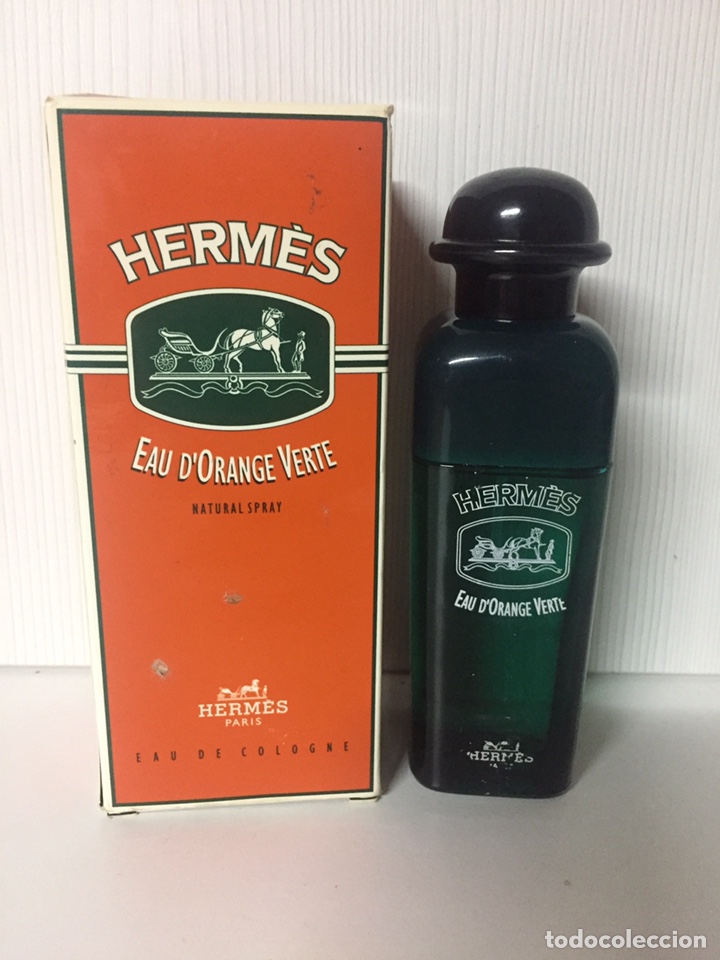 HERMÈS
EAU D'ORANGE VERTE
NATURAL SPRAY
HERMÈS
PARIS
EAU DE COLOGNE
HERMÈS
EAU D'ORANGE VERTE
HERMÈS
todocoleccion